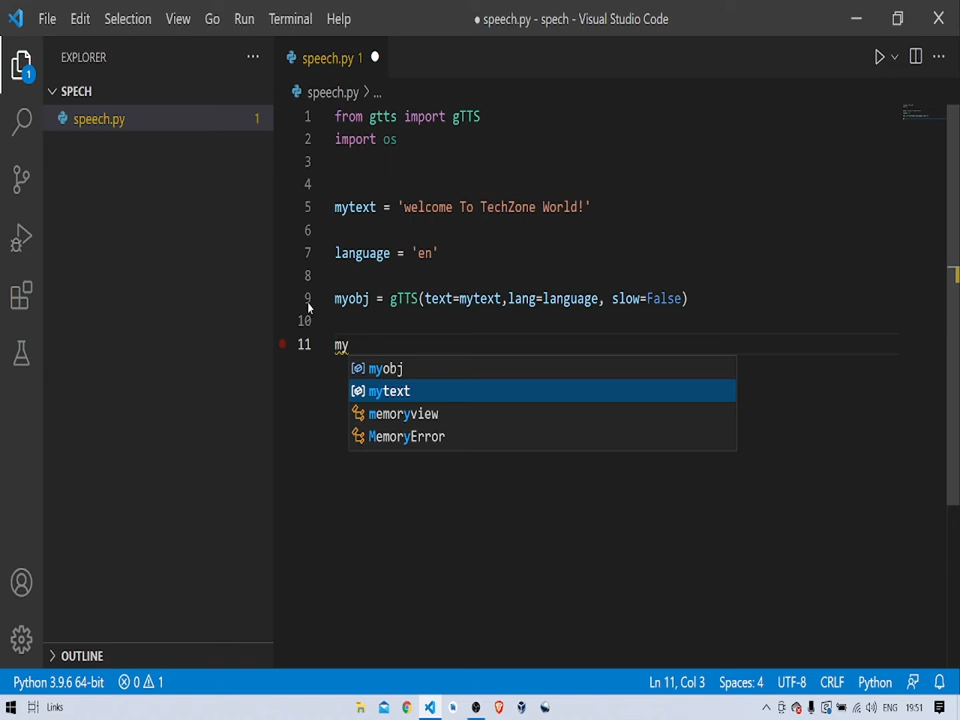 File Edit Selection View Go Run Terminal Help
● speech.py - spech - Visual Studio Code
EXPLORER
speech.py 1
SPECH
speech.py 1
speech.py > ...
1 from gtts import gTTS
2 import os
3
4
5 mytext = 'welcome To TechZone World!'
6
7 language = 'en'
8
9 myobj = gTTS(text=mytext,lang=language, slow=False)
10
11 my
myobj
mytext
memoryview
MemoryError
1
OUTLINE
Python 3.9.6 64-bit 0 1 Ln 11, Col 3 Spaces: 4 UTF-8 CRLF Python
Links ENG 19:51